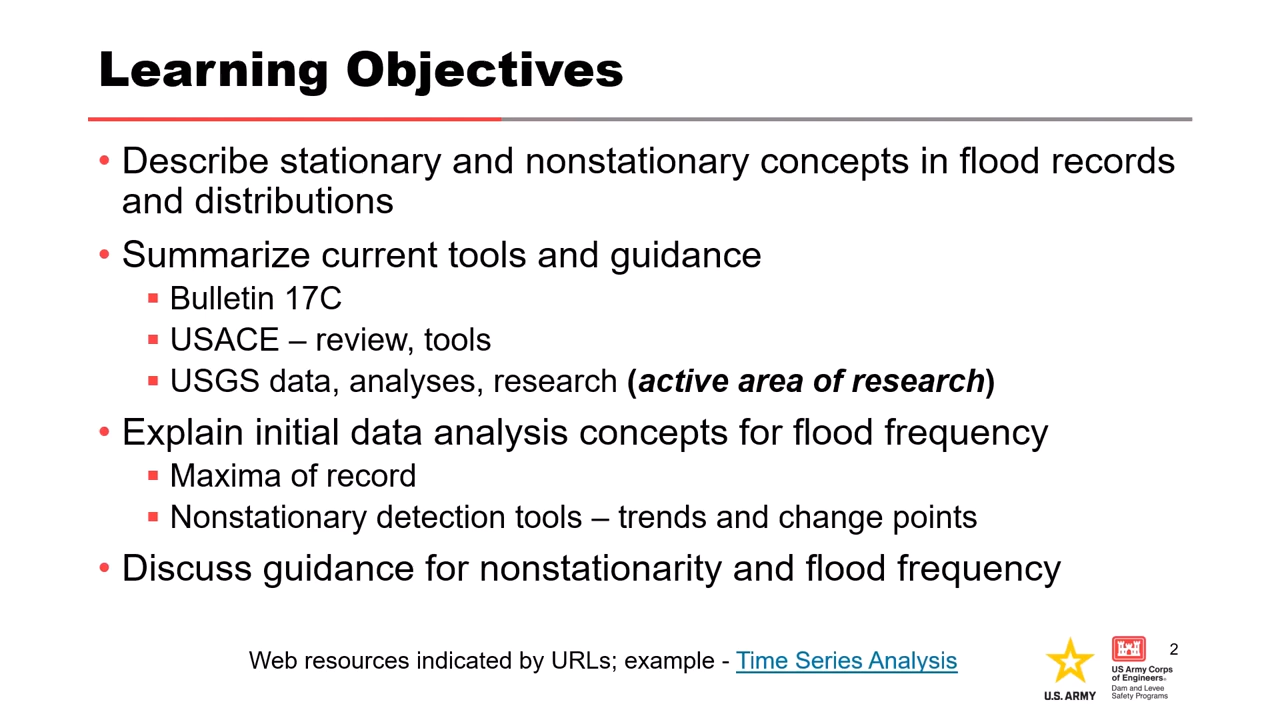 Learning Objectives
• Describe stationary and nonstationary concepts in flood records
and distributions
• Summarize current tools and guidance
▪ Bulletin 17C
▪ USACE – review, tools
▪ USGS data, analyses, research (active area of research)
• Explain initial data analysis concepts for flood frequency
▪ Maxima of record
▪ Nonstationary detection tools – trends and change points
• Discuss guidance for nonstationarity and flood frequency
Web resources indicated by URLs; example - Time Series Analysis
U.S. ARMY
US Army Corps
of Engineers®
Dam and Levee
Safety Programs
2